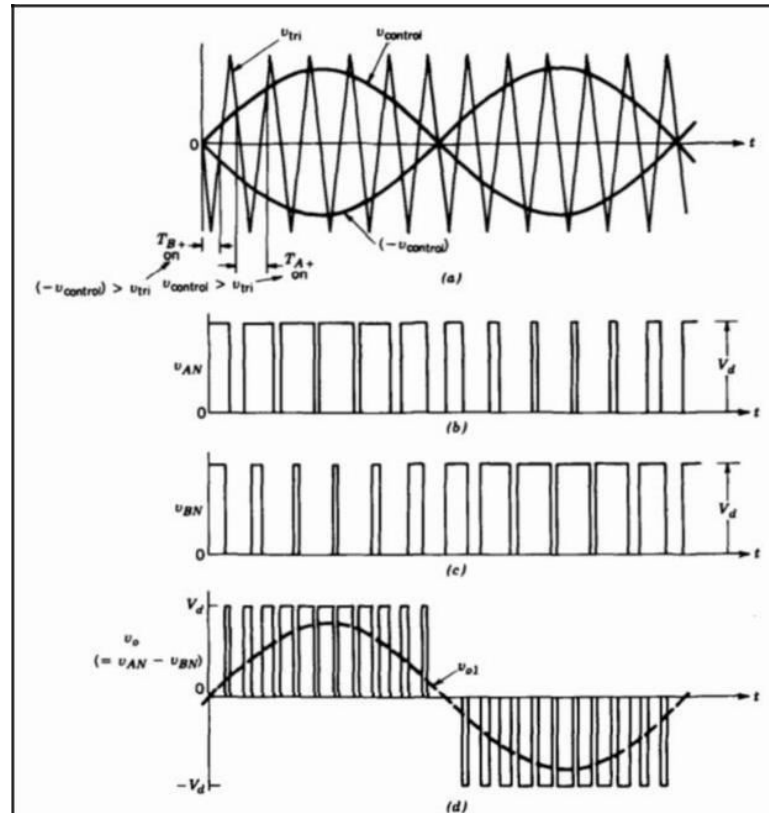 v_tri
v_control
0
t
(−v_control)
T_B+ on
T_A+ on
(−v_control) > v_tri v_control > v_tri
(a)
v_AN
V_d
0
t
(b)
v_BN
V_d
0
t
(c)
V_d
v_o
(= v_AN − v_BN)
v_o1
0
t
−V_d
(d)